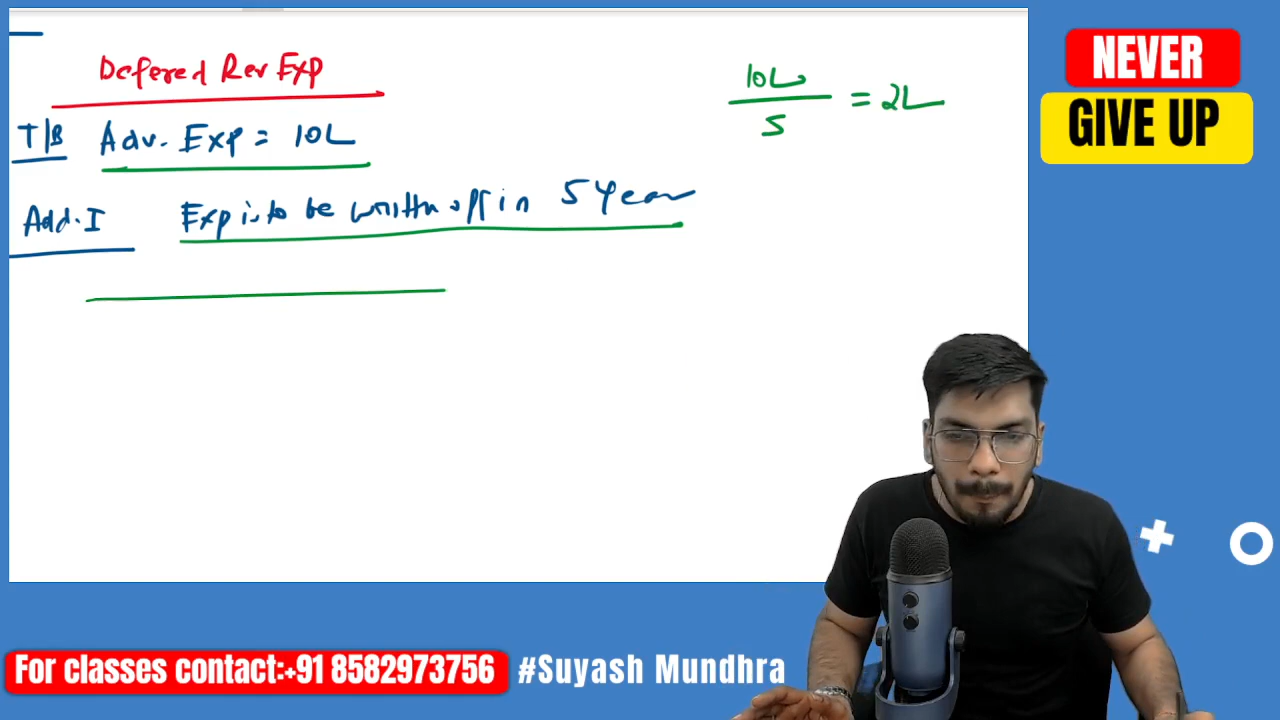 Defered Rev Exp
T/B Adv. Exp = 10L
Add. I Exp is to be written off in 5 year
10L
5
= 2L
NEVER
GIVE UP
For classes contact:+91 8582973756
#Suyash Mundhra